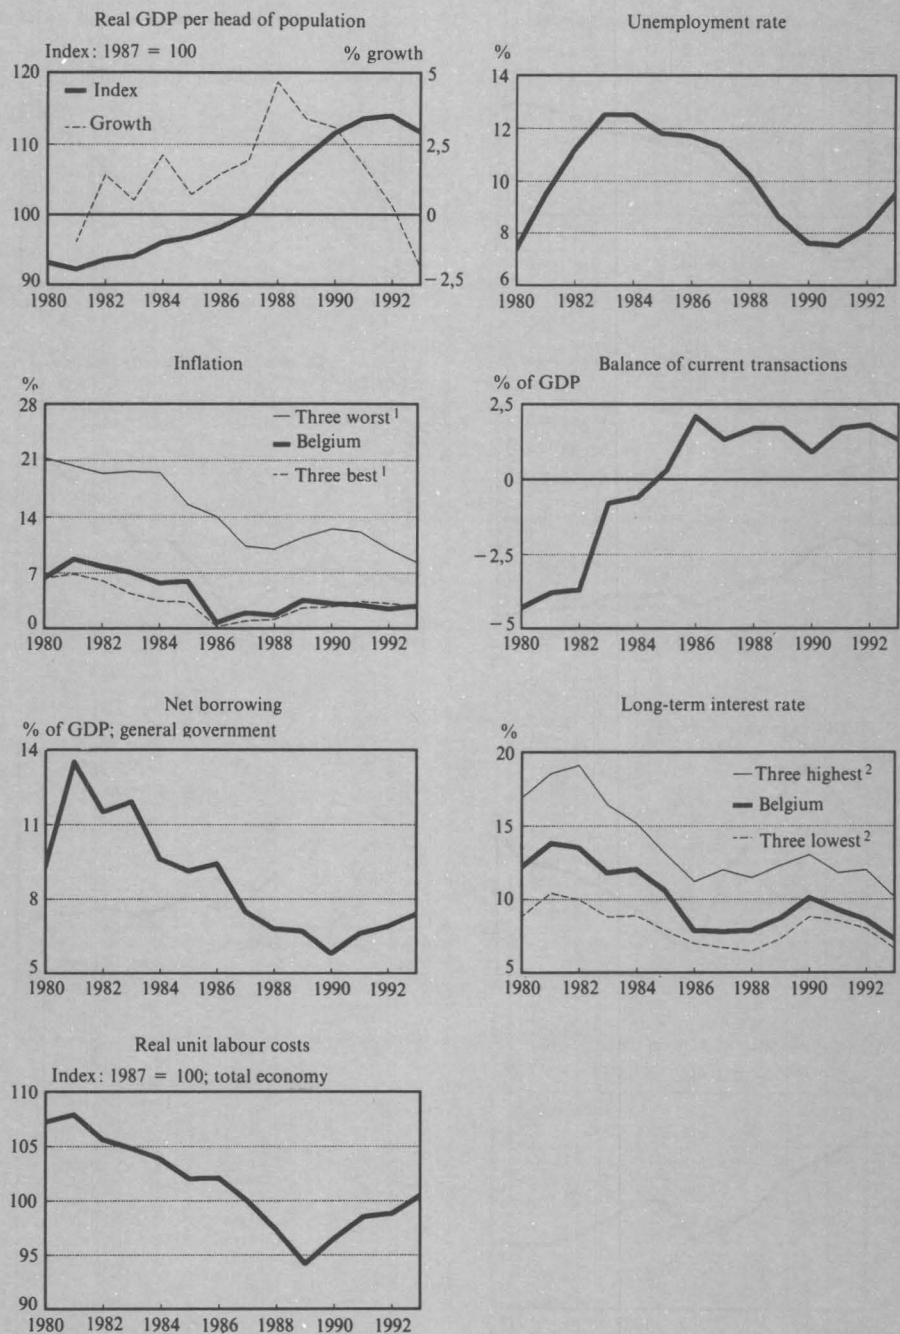 Real GDP per head of population
Index: 1987 = 100 % growth
120 5
Index
Growth
110 2,5
100 0
90 −2,5
1980 1982 1984 1986 1988 1990 1992
Unemployment rate
%
14
12
10
8
6
1980 1982 1984 1986 1988 1990 1992
Inflation
%
28
Three worst 1
Belgium
21
Three best 1
14
7
0
1980 1982 1984 1986 1988 1990 1992
Balance of current transactions
% of GDP
2,5
0
−2,5
−5
1980 1982 1984 1986 1988 1990 1992
Net borrowing
% of GDP; general government
14
11
8
5
1980 1982 1984 1986 1988 1990 1992
Long-term interest rate
%
20
Three highest 2
Belgium
15
Three lowest 2
10
5
1980 1982 1984 1986 1988 1990 1992
Real unit labour costs
Index: 1987 = 100; total economy
110
105
100
95
90
1980 1982 1984 1986 1988 1990 1992